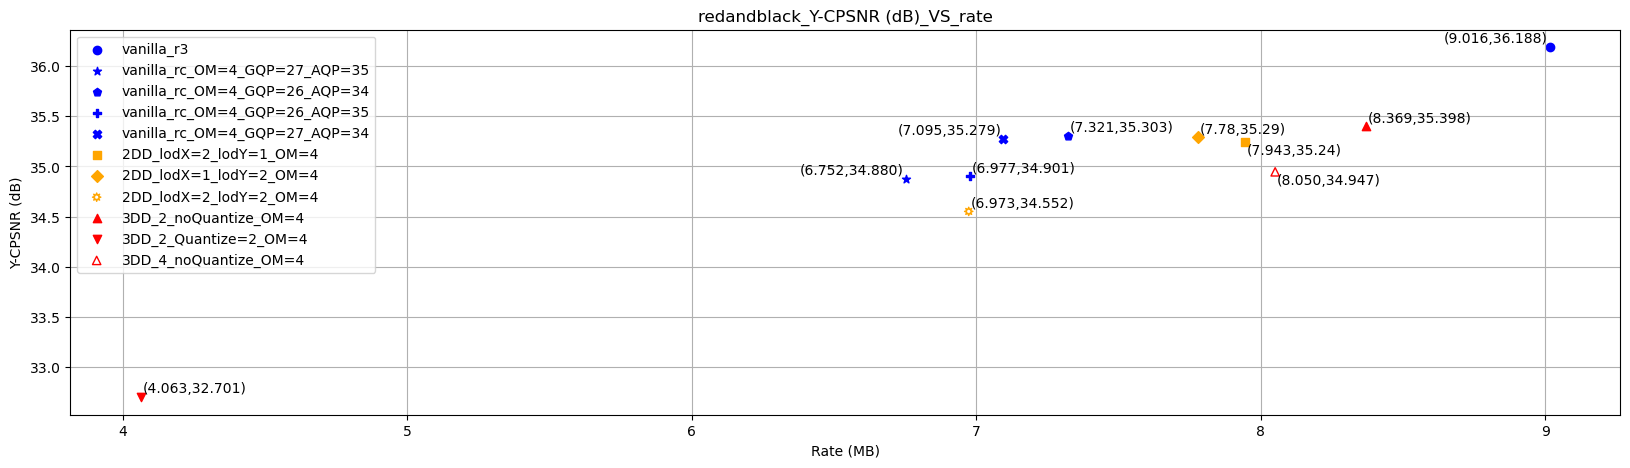 redandblack_Y-CPSNR (dB)_VS_rate
Y-CPSNR (dB)
36.0
35.5
35.0
34.5
34.0
33.5
33.0
vanilla_r3
vanilla_rc_OM=4_GQP=27_AQP=35
vanilla_rc_OM=4_GQP=26_AQP=34
vanilla_rc_OM=4_GQP=26_AQP=35
vanilla_rc_OM=4_GQP=27_AQP=34
2DD_lodX=2_lodY=1_OM=4
2DD_lodX=1_lodY=2_OM=4
2DD_lodX=2_lodY=2_OM=4
3DD_2_noQuantize_OM=4
3DD_2_Quantize=2_OM=4
3DD_4_noQuantize_OM=4
(9.016,36.188)
(8.369,35.398)
(7.095,35.279)
(7.321,35.303)
(7.78,35.29)
(7.943,35.24)
(6.752,34.880)
(6.977,34.901)
(8.050,34.947)
(6.973,34.552)
(4.063,32.701)
4
5
6
7
8
9
Rate (MB)